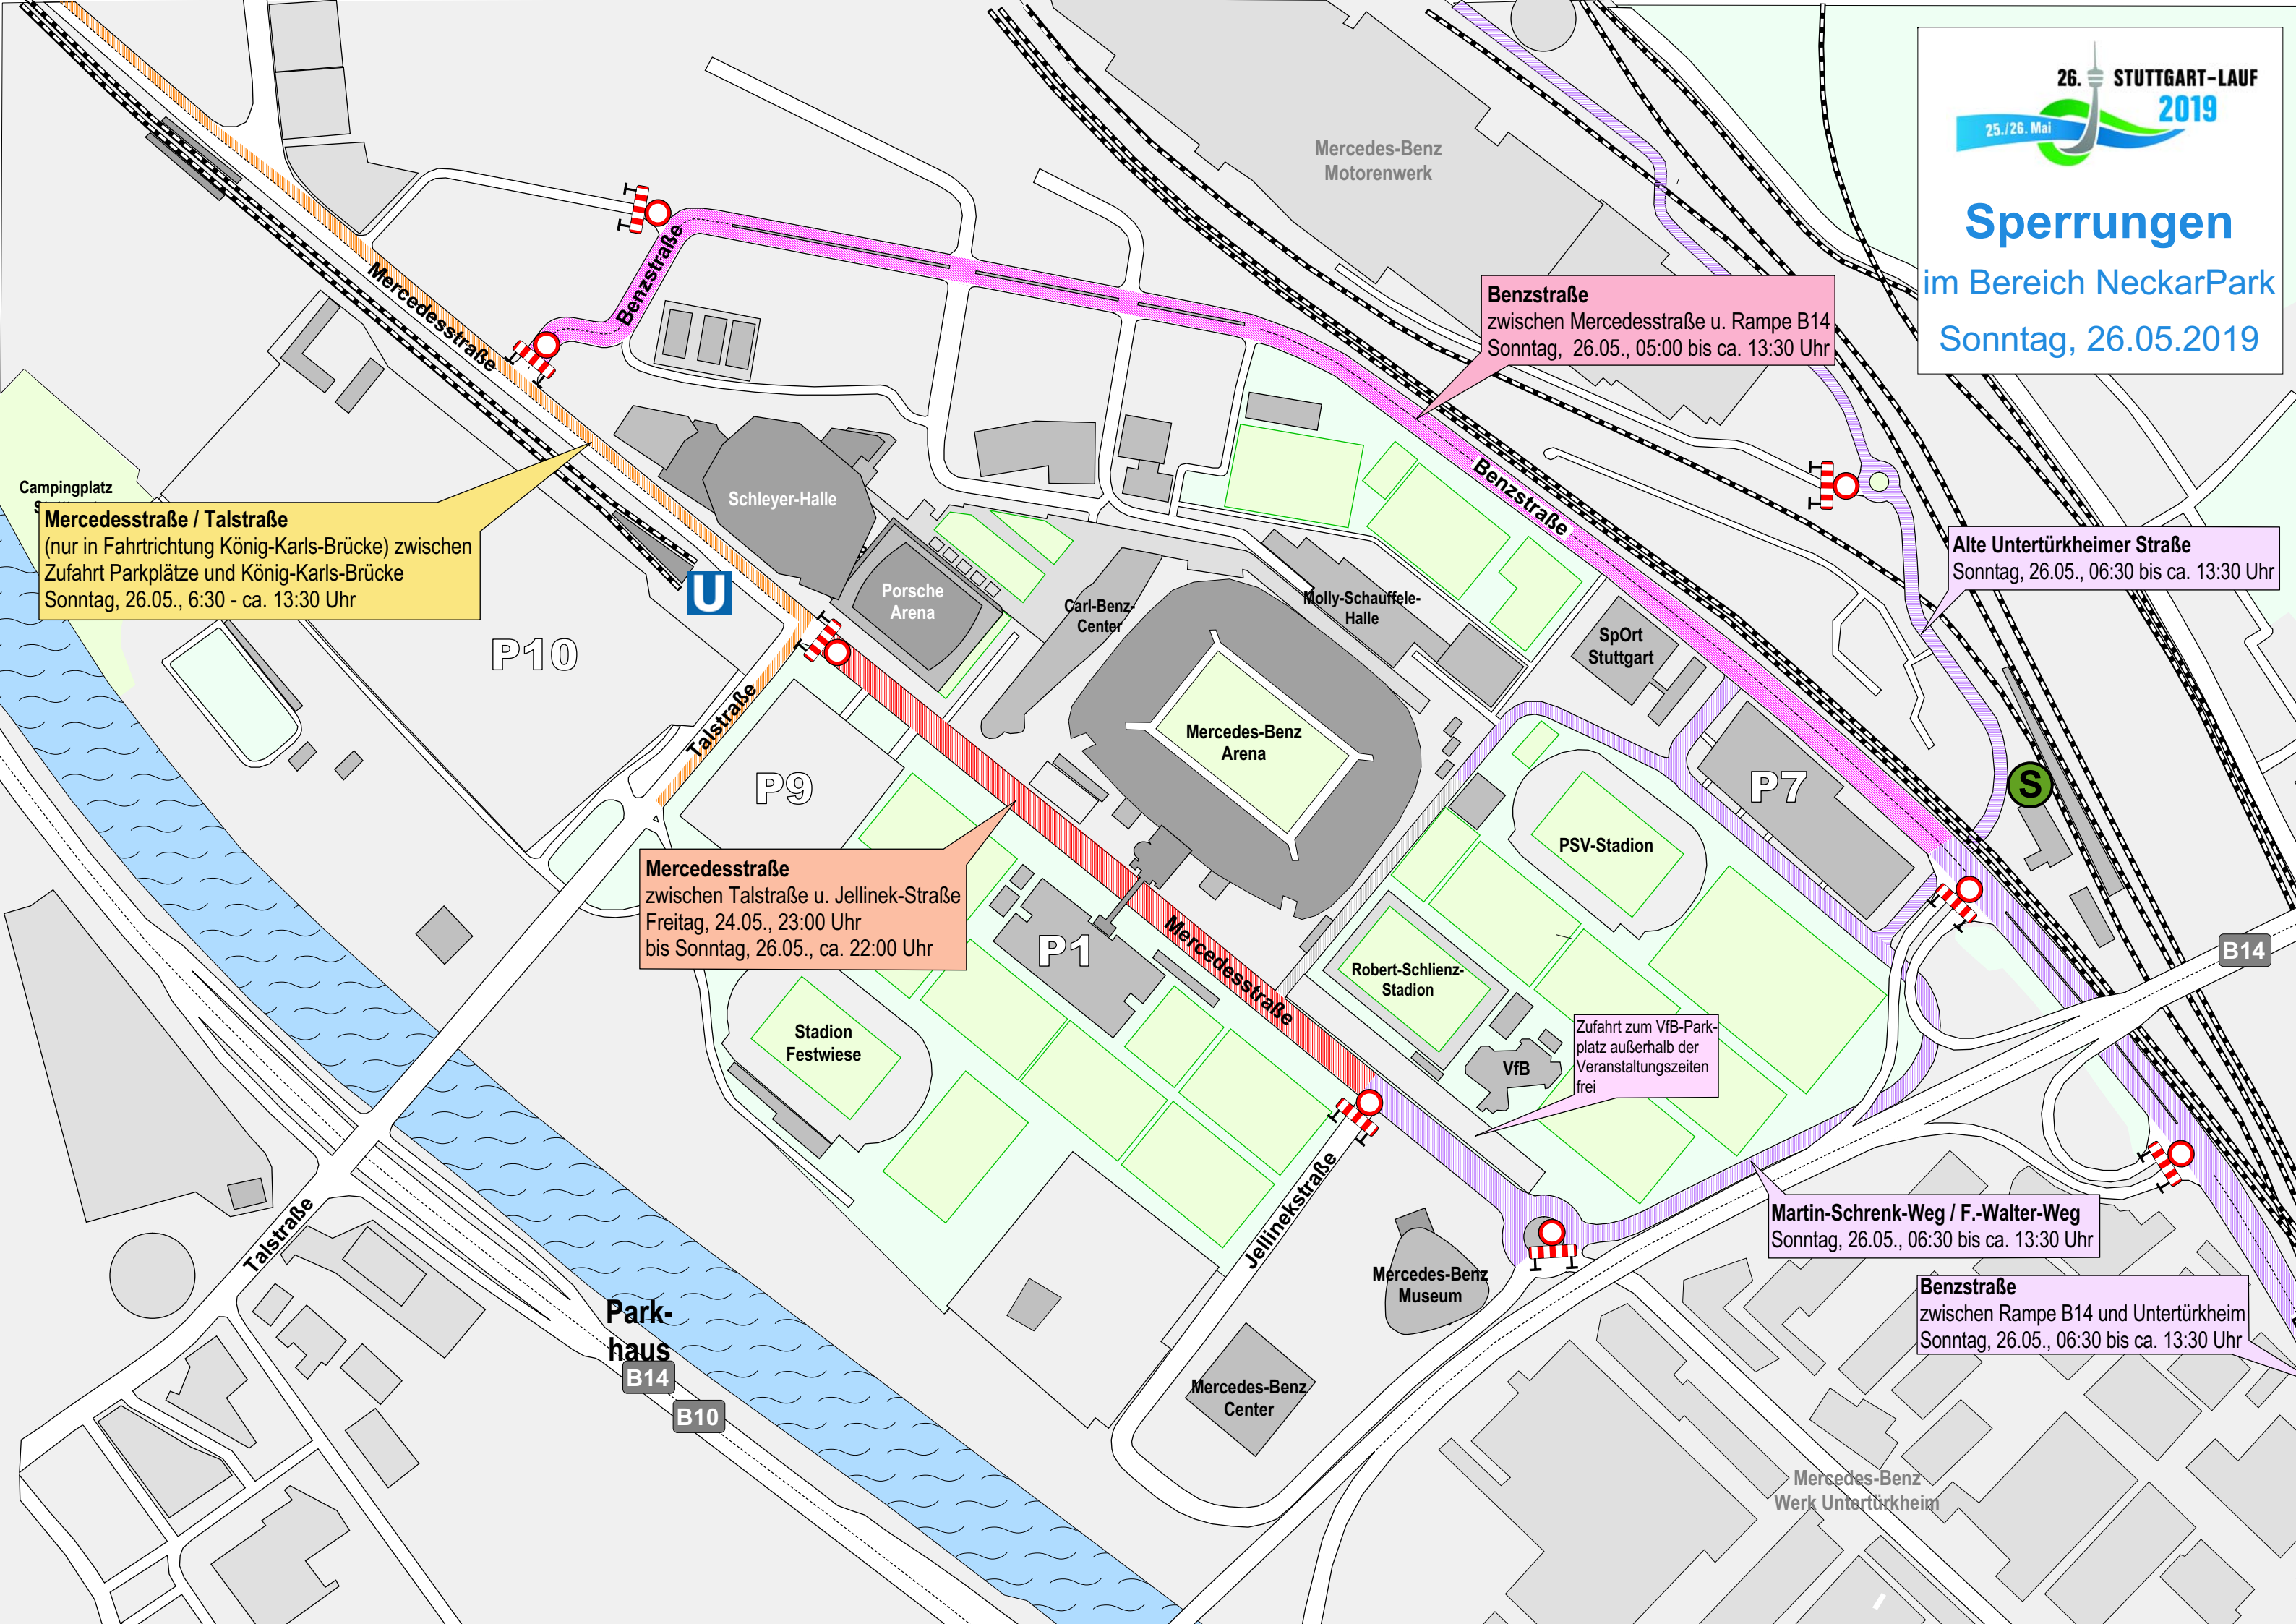 26. STUTTGART-LAUF
2019
25./26. Mai
Sperrungen
im Bereich NeckarPark
Sonntag, 26.05.2019
Mercedes-Benz
Motorenwerk
Benzstraße
zwischen Mercedesstraße u. Rampe B14
Sonntag, 26.05., 05:00 bis ca. 13:30 Uhr
Benzstraße
Mercedesstraße
Benzstraße
Campingplatz
Mercedesstraße / Talstraße
(nur in Fahrtrichtung König-Karls-Brücke) zwischen
Zufahrt Parkplätze und König-Karls-Brücke
Sonntag, 26.05., 6:30 - ca. 13:30 Uhr
Schleyer-Halle
U
Porsche
Arena
Carl-Benz-
Center
Molly-Schauffele-
Halle
SpOrt
Stuttgart
Alte Untertürkheimer Straße
Sonntag, 26.05., 06:30 bis ca. 13:30 Uhr
P10
Talstraße
P9
Mercedes-Benz
Arena
P7
S
PSV-Stadion
Mercedesstraße
zwischen Talstraße u. Jellinek-Straße
Freitag, 24.05., 23:00 Uhr
bis Sonntag, 26.05., ca. 22:00 Uhr
P1
Mercedesstraße
Robert-Schlienz-
Stadion
B14
Stadion
Festwiese
VfB
Zufahrt zum VfB-Park-
platz außerhalb der
Veranstaltungszeiten
frei
Talstraße
Jellinekstraße
Martin-Schrenk-Weg / F.-Walter-Weg
Sonntag, 26.05., 06:30 bis ca. 13:30 Uhr
Mercedes-Benz
Museum
Benzstraße
zwischen Rampe B14 und Untertürkheim
Sonntag, 26.05., 06:30 bis ca. 13:30 Uhr
Park-
haus
B14
B10
Mercedes-Benz
Center
Mercedes-Benz
Werk Untertürkheim